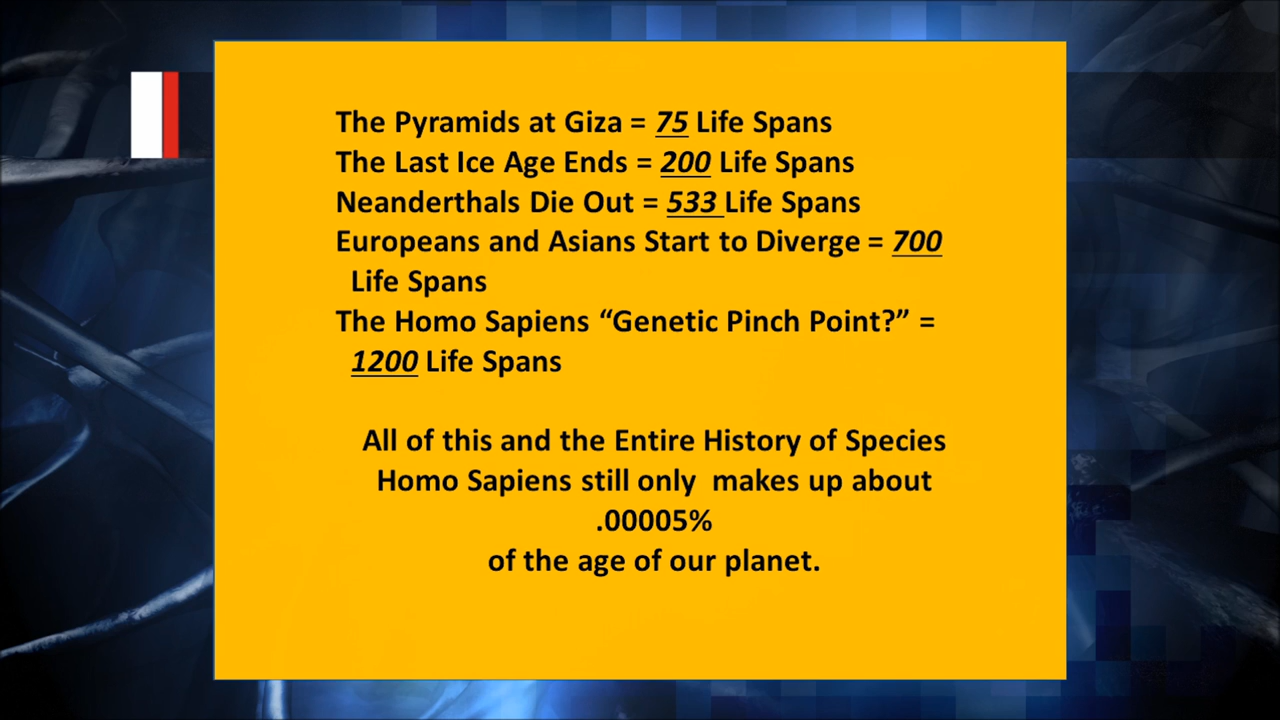 The Pyramids at Giza = 75 Life Spans
The Last Ice Age Ends = 200 Life Spans
Neanderthals Die Out = 533 Life Spans
Europeans and Asians Start to Diverge = 700
Life Spans
The Homo Sapiens “Genetic Pinch Point?” =
1200 Life Spans
All of this and the Entire History of Species
Homo Sapiens still only  makes up about
.00005%
of the age of our planet.